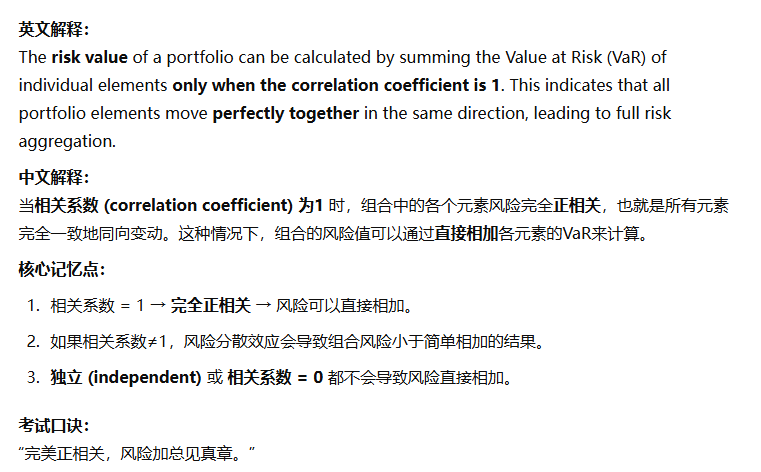 英文解释：
The risk value of a portfolio can be calculated by summing the Value at Risk (VaR) of
individual elements only when the correlation coefficient is 1. This indicates that all
portfolio elements move perfectly together in the same direction, leading to full risk
aggregation.
中文解释：
当相关系数 (correlation coefficient) 为1 时，组合中的各个元素风险完全正相关，也就是所有元素
完全一致地同向变动。这种情况下，组合的风险值可以通过直接相加各元素的VaR来计算。
核心记忆点：
1. 相关系数 = 1 → 完全正相关 → 风险可以直接相加。
2. 如果相关系数≠1，风险分散效应会导致组合风险小于简单相加的结果。
3. 独立 (independent) 或 相关系数 = 0 都不会导致风险直接相加。
考试口诀：
“完美正相关，风险加总见真章。”